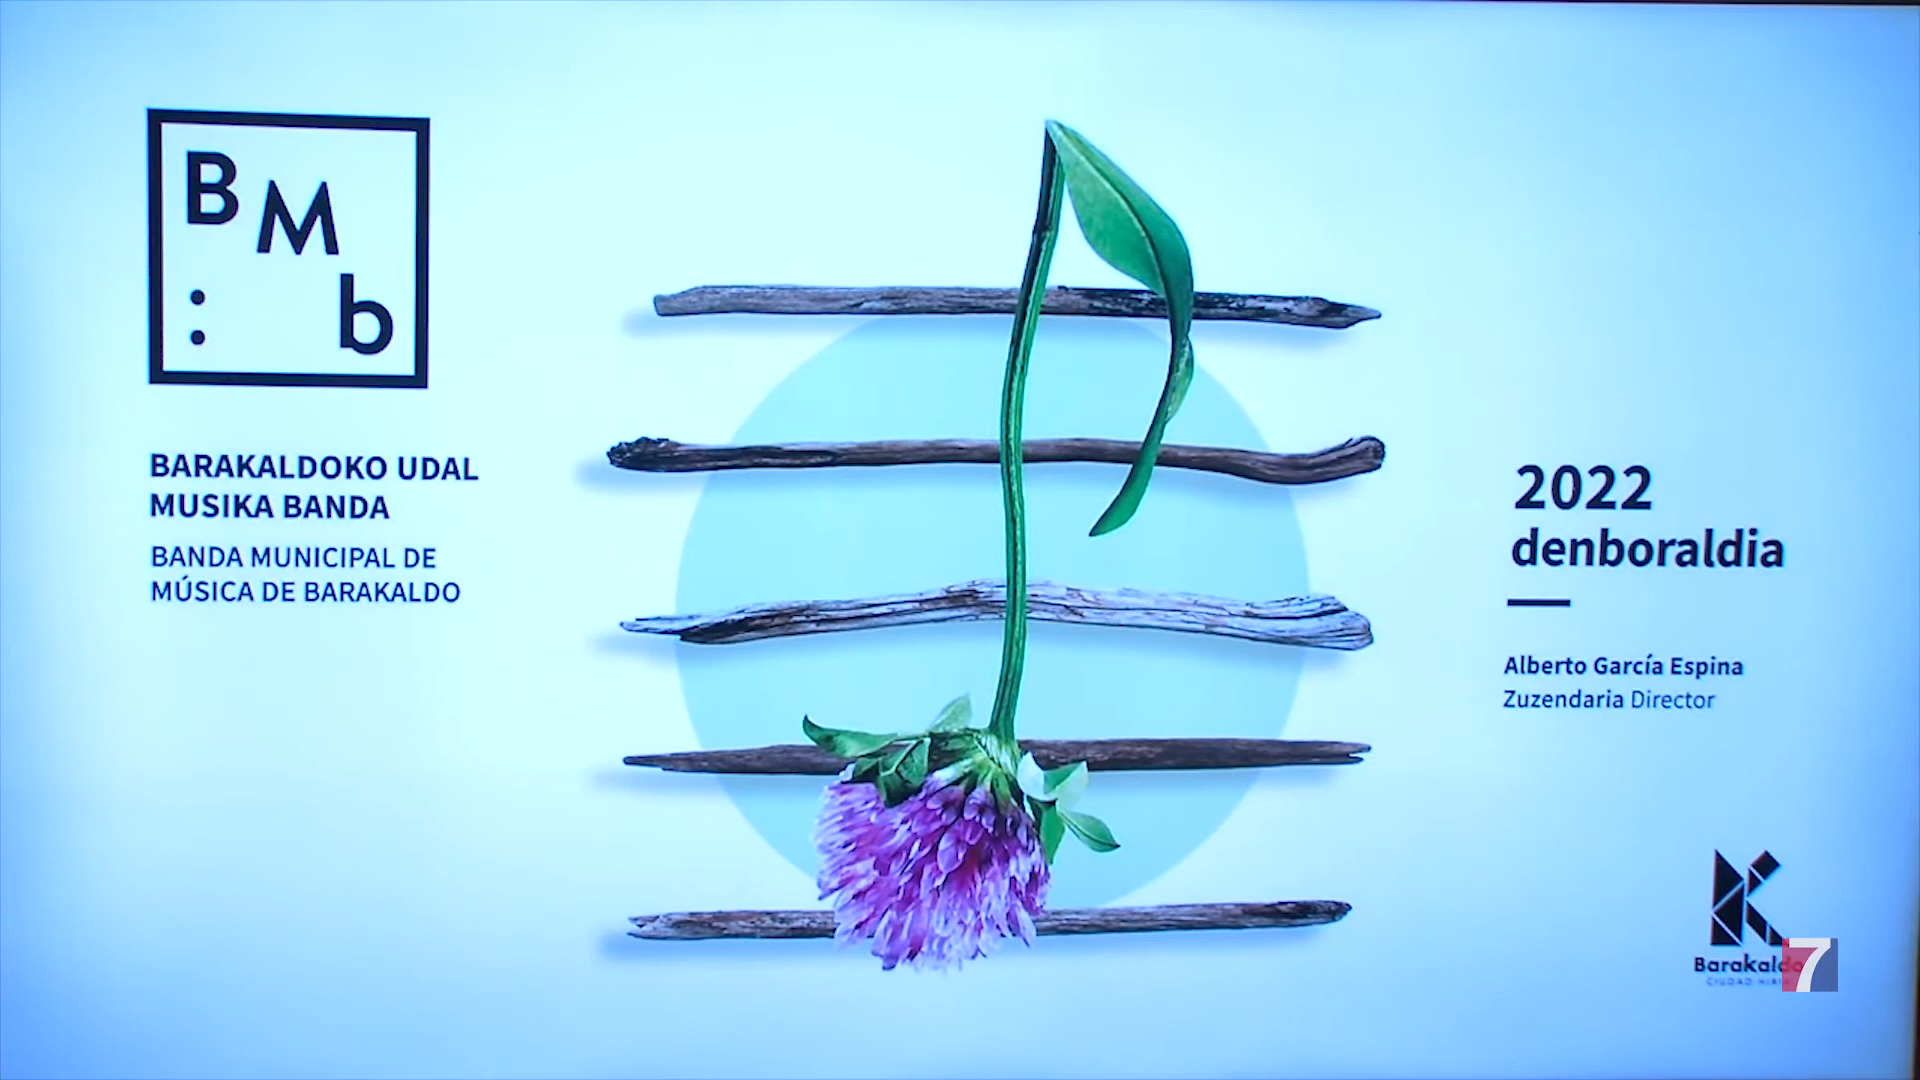 B M
: b
BARAKALDOKO UDAL
MUSIKA BANDA
BANDA MUNICIPAL DE
MÚSICA DE BARAKALDO
2022
denboraldia
Alberto García Espina
Zuzendaria Director
Barakaldo
CIUDAD
7